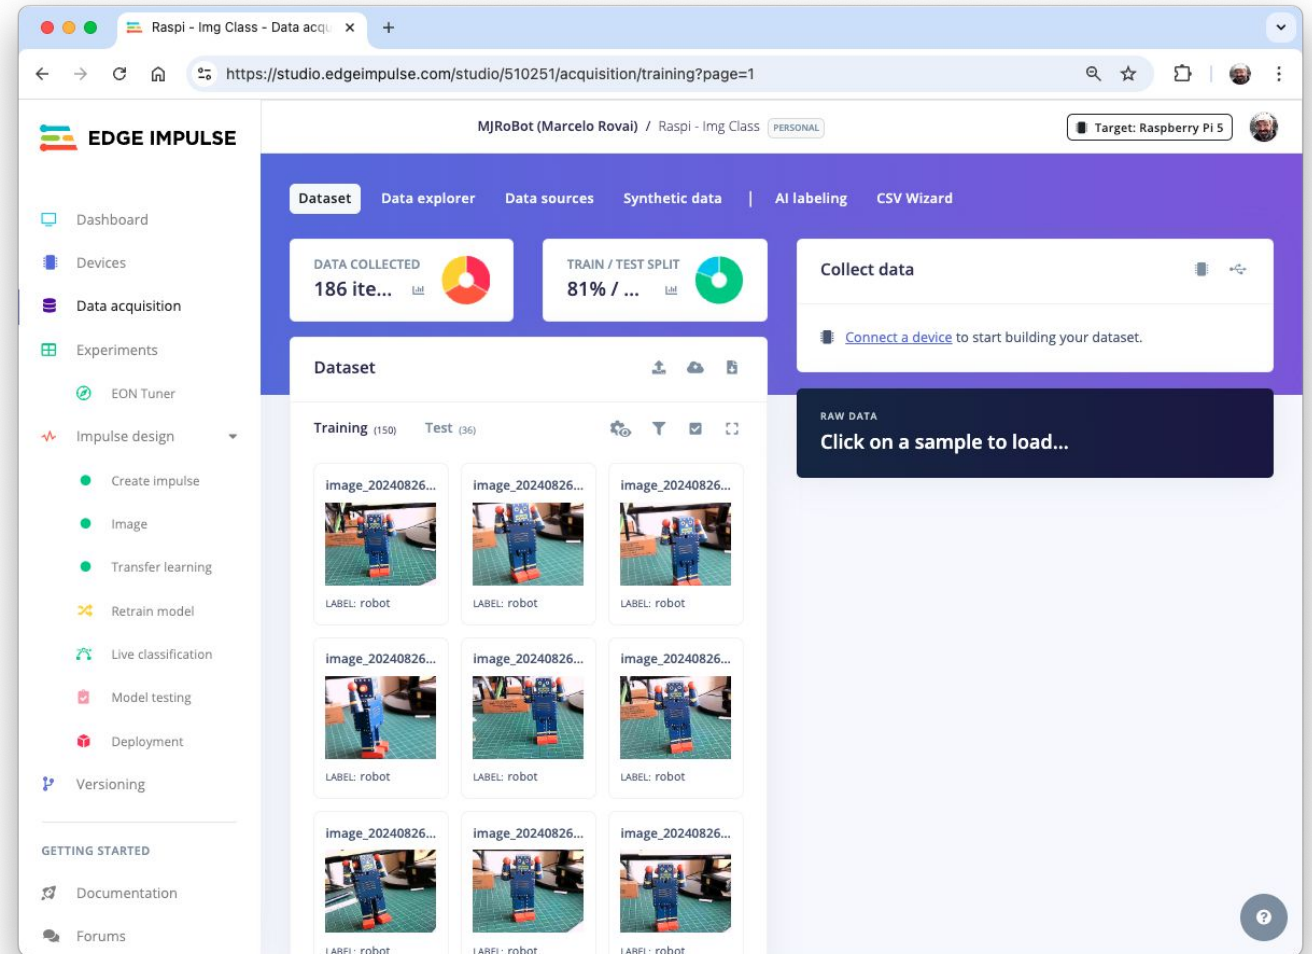 Raspi - Img Class - Data acqu
https://studio.edgeimpulse.com/studio/510251/acquisition/training?page=1
EDGE IMPULSE
MJRoBot (Marcelo Rovai) / Raspi - Img Class PERSONAL
Target: Raspberry Pi 5
Dashboard
Devices
Data acquisition
Experiments
EON Tuner
Impulse design
Create impulse
Image
Transfer learning
Retrain model
Live classification
Model testing
Deployment
Versioning
GETTING STARTED
Documentation
Forums
Dataset Data explorer Data sources Synthetic data | AI labeling CSV Wizard
DATA COLLECTED
186 ite...
TRAIN / TEST SPLIT
81% / ...
Collect data
Connect a device to start building your dataset.
RAW DATA
Click on a sample to load...
Dataset
Training (150) Test (36)
image_20240826... image_20240826... image_20240826...
LABEL: robot LABEL: robot LABEL: robot
image_20240826... image_20240826... image_20240826...
LABEL: robot LABEL: robot LABEL: robot
image_20240826... image_20240826... image_20240826...
LABEL: robot LABEL: robot LABEL: robot